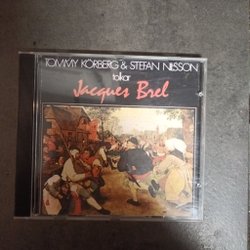 TOMMY KÖRBERG & STEFAN NILSSON
tolkar
Jacques Brel